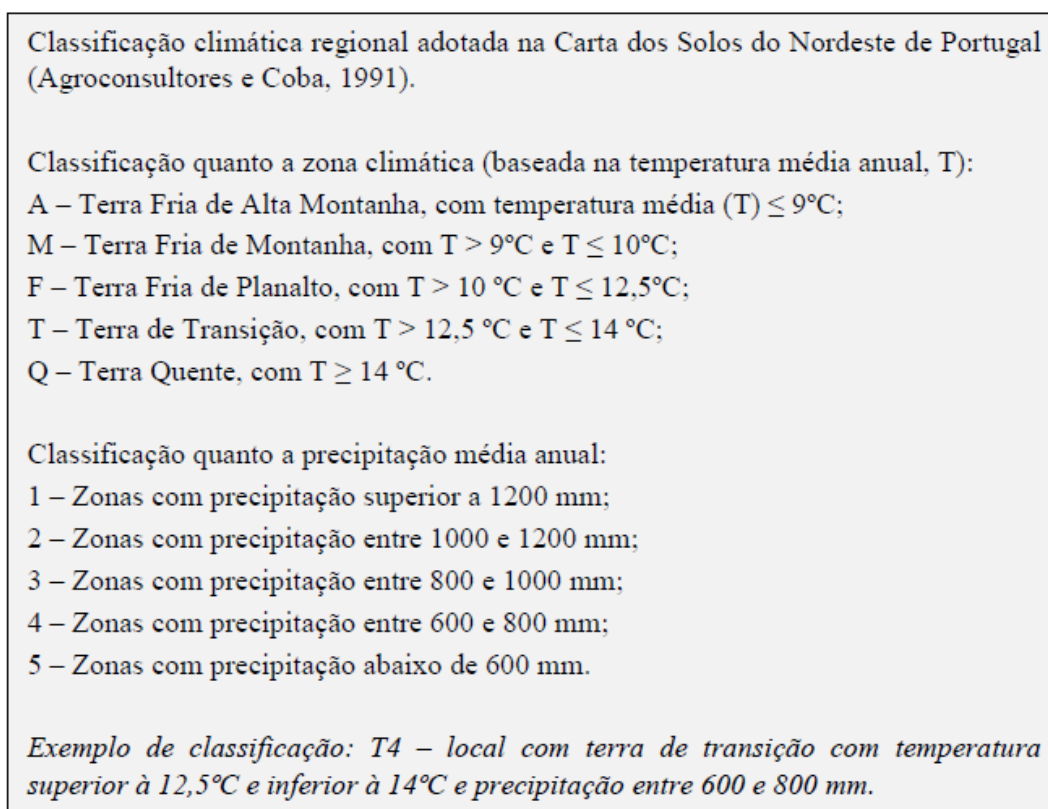 Classificação climática regional adotada na Carta dos Solos do Nordeste de Portugal
(Agroconsultores e Coba, 1991).
Classificação quanto a zona climática (baseada na temperatura média anual, T):
A – Terra Fria de Alta Montanha, com temperatura média (T) ≤ 9ºC;
M – Terra Fria de Montanha, com T > 9ºC e T ≤ 10ºC;
F – Terra Fria de Planalto, com T > 10 ºC e T ≤ 12,5ºC;
T – Terra de Transição, com T > 12,5 ºC e T ≤ 14 ºC;
Q – Terra Quente, com T ≥ 14 ºC.
Classificação quanto a precipitação média anual:
1 – Zonas com precipitação superior a 1200 mm;
2 – Zonas com precipitação entre 1000 e 1200 mm;
3 – Zonas com precipitação entre 800 e 1000 mm;
4 – Zonas com precipitação entre 600 e 800 mm;
5 – Zonas com precipitação abaixo de 600 mm.
Exemplo de classificação: T4 – local com terra de transição com temperatura
superior à 12,5ºC e inferior à 14ºC e precipitação entre 600 e 800 mm.